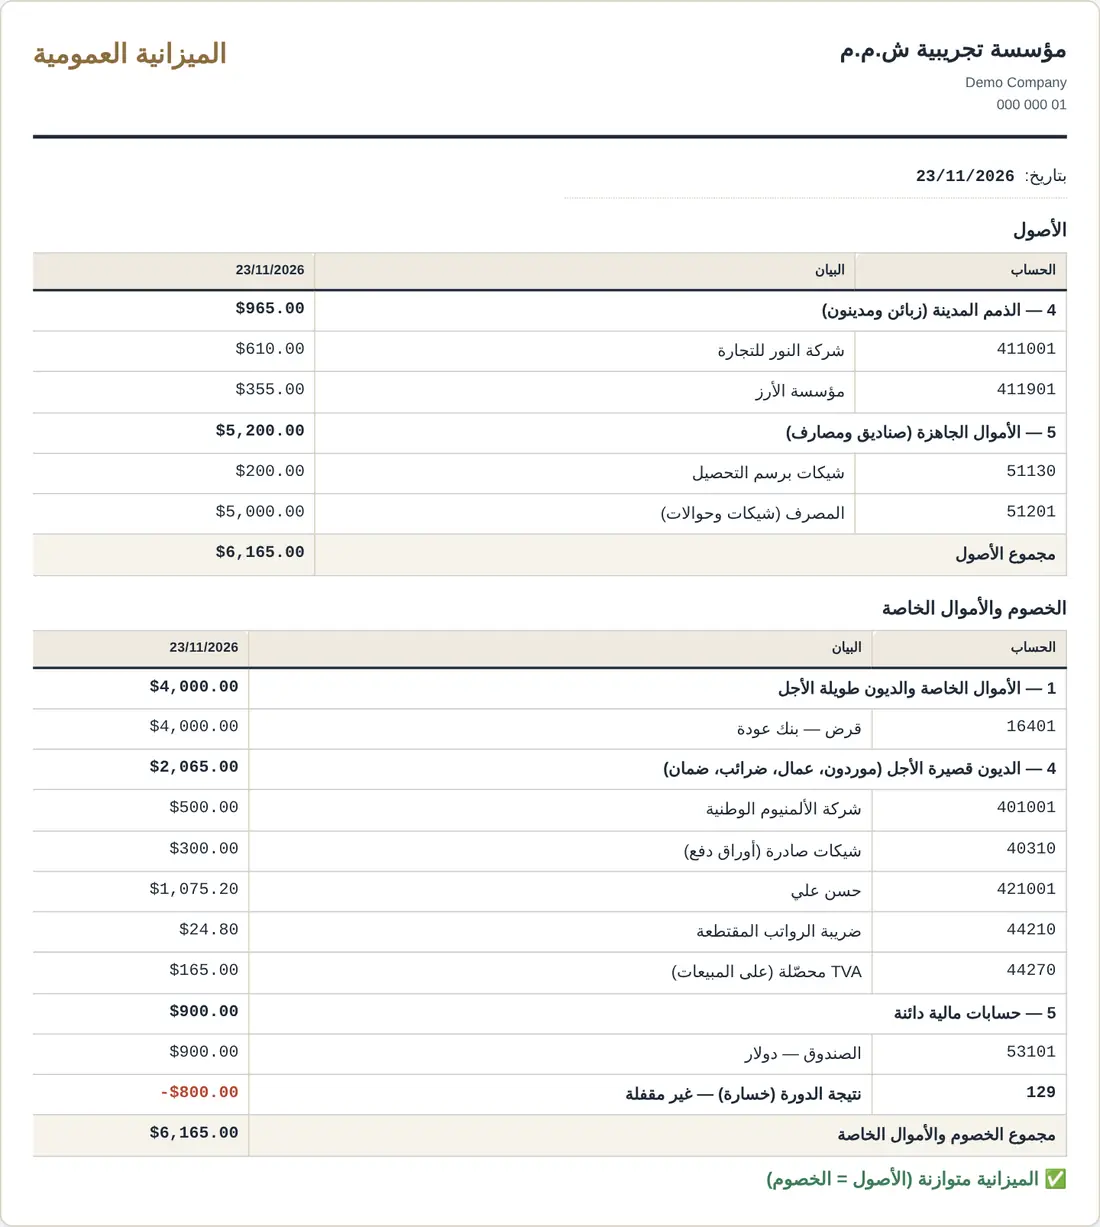 مؤسسة تجريبية ش.م.م
الميزانية العمومية
Demo Company
000 000 01
بتاريخ: 23/11/2026
الأصول
الحساب البيان 23/11/2026
4 — الذمم المدينة (زبائن ومدينون) $965.00
411001 شركة النور للتجارة $610.00
411901 مؤسسة الأرز $355.00
5 — الأموال الجاهزة (صناديق ومصارف) $5,200.00
51130 شيكات برسم التحصيل $200.00
51201 المصرف (شيكات وحوالات) $5,000.00
مجموع الأصول $6,165.00
الخصوم والأموال الخاصة
الحساب البيان 23/11/2026
1 — الأموال الخاصة والديون طويلة الأجل $4,000.00
16401 قرض — بنك عودة $4,000.00
4 — الديون قصيرة الأجل (موردون، عمال، ضرائب، ضمان) $2,065.00
401001 شركة الألمنيوم الوطنية $500.00
40310 شيكات صادرة (أوراق دفع) $300.00
421001 حسن علي $1,075.20
44210 ضريبة الرواتب المقتطعة $24.80
44270 TVA محصّلة (على المبيعات) $165.00
5 — حسابات مالية دائنة $900.00
53101 الصندوق — دولار $900.00
129 نتيجة الدورة (خسارة) — غير مقفلة -$800.00
مجموع الخصوم والأموال الخاصة $6,165.00
✅ الميزانية متوازنة (الأصول = الخصوم)